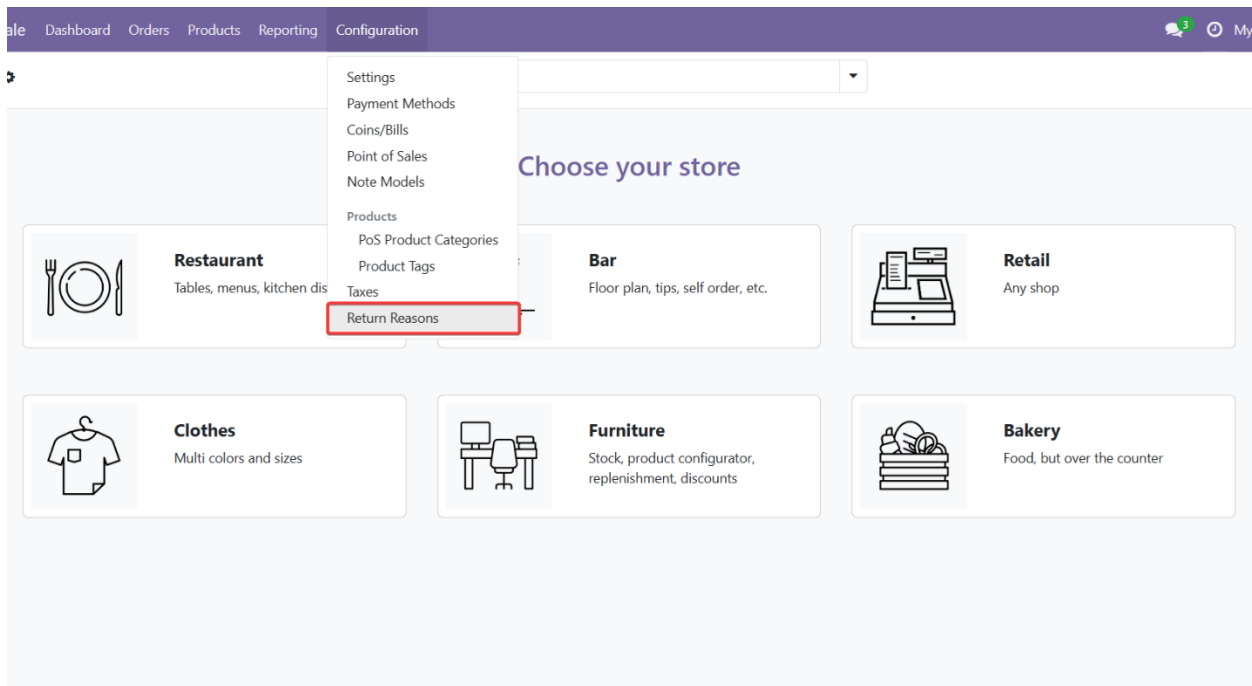 ale Dashboard Orders Products Reporting Configuration 3 My
Settings
Payment Methods
Coins/Bills
Point of Sales
Note Models
Products
PoS Product Categories
Product Tags
Taxes
Return Reasons
Choose your store
Restaurant
Tables, menus, kitchen dis
Bar
Floor plan, tips, self order, etc.
Retail
Any shop
Clothes
Multi colors and sizes
Furniture
Stock, product configurator,
replenishment, discounts
Bakery
Food, but over the counter